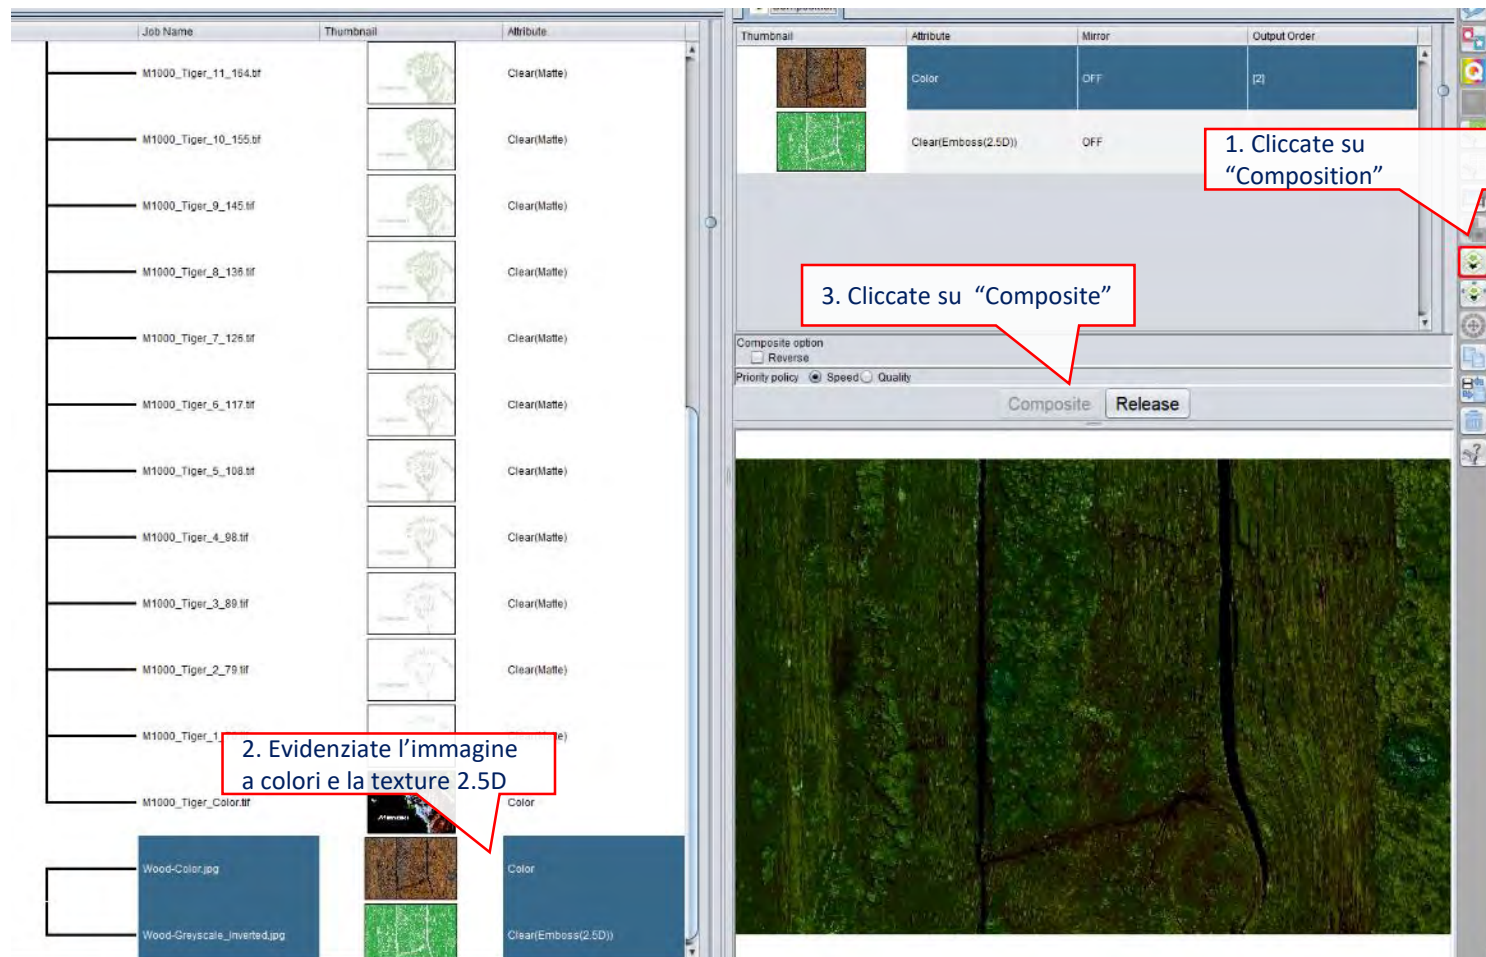 Composition
Job Name Thumbnail Attribute
M1000_Tiger_11_164.tif Clear(Matte)
M1000_Tiger_10_155.tif Clear(Matte)
M1000_Tiger_9_145.tif Clear(Matte)
M1000_Tiger_8_136.tif Clear(Matte)
M1000_Tiger_7_126.tif Clear(Matte)
M1000_Tiger_6_117.tif Clear(Matte)
M1000_Tiger_5_108.tif Clear(Matte)
M1000_Tiger_4_98.tif Clear(Matte)
M1000_Tiger_3_89.tif Clear(Matte)
M1000_Tiger_2_79.tif Clear(Matte)
M1000_Tiger_1_
2. Evidenziate l’immagine
a colori e la texture 2.5D
M1000_Tiger_Color.tif Color
Wood-Color.jpg Color
Wood-Greyscale_inverted.jpg Clear(Emboss(2.5D))
Thumbnail Attribute Mirror Output Order
Color OFF [2]
Clear(Emboss(2.5D)) OFF
1. Cliccate su
“Composition”
3. Cliccate su “Composite”
Composite option
Reverse
Priority policy Speed Quality
Composite Release